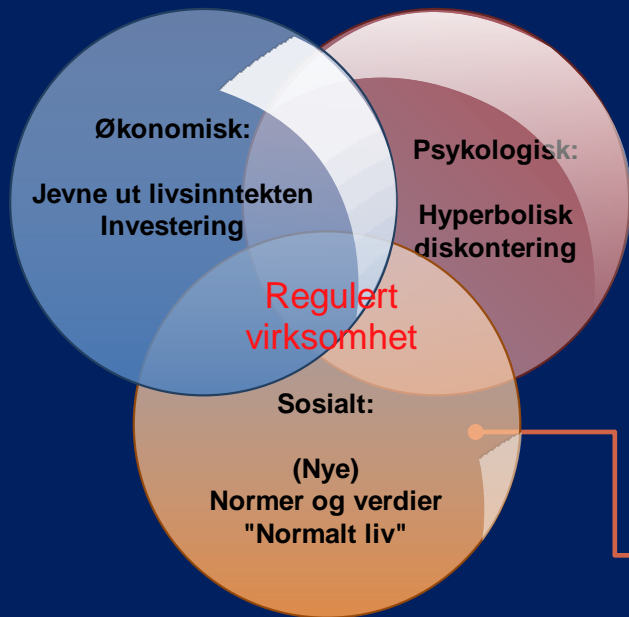 Økonomisk:
Jevne ut livsinntekten
Investering
Psykologisk:
Hyperbolisk
diskontering
Regulert
virksomhet
Sosialt:
(Nye)
Normer og verdier
"Normalt liv"